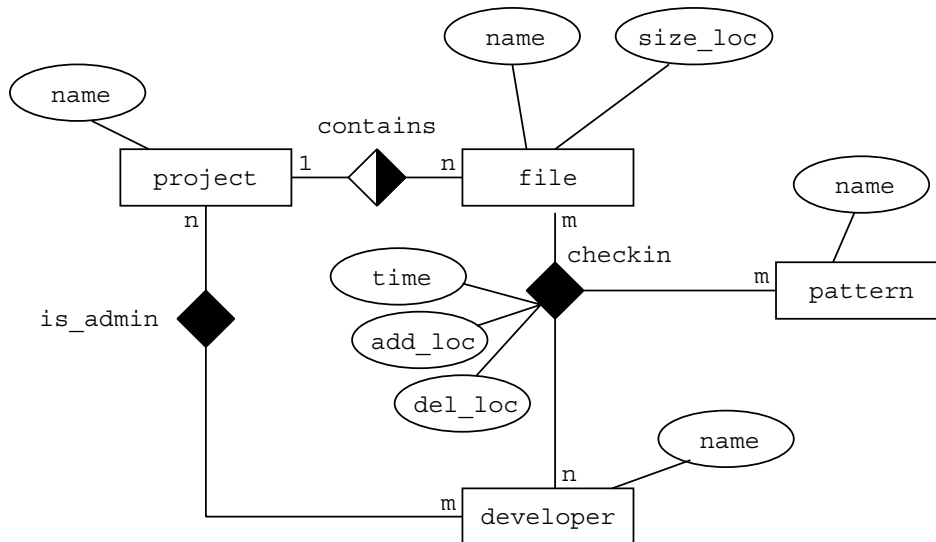 name
size_loc
name
contains
1
n
project
file
name
n
m
checkin
time
m
pattern
is_admin
add_loc
del_loc
name
n
m
developer